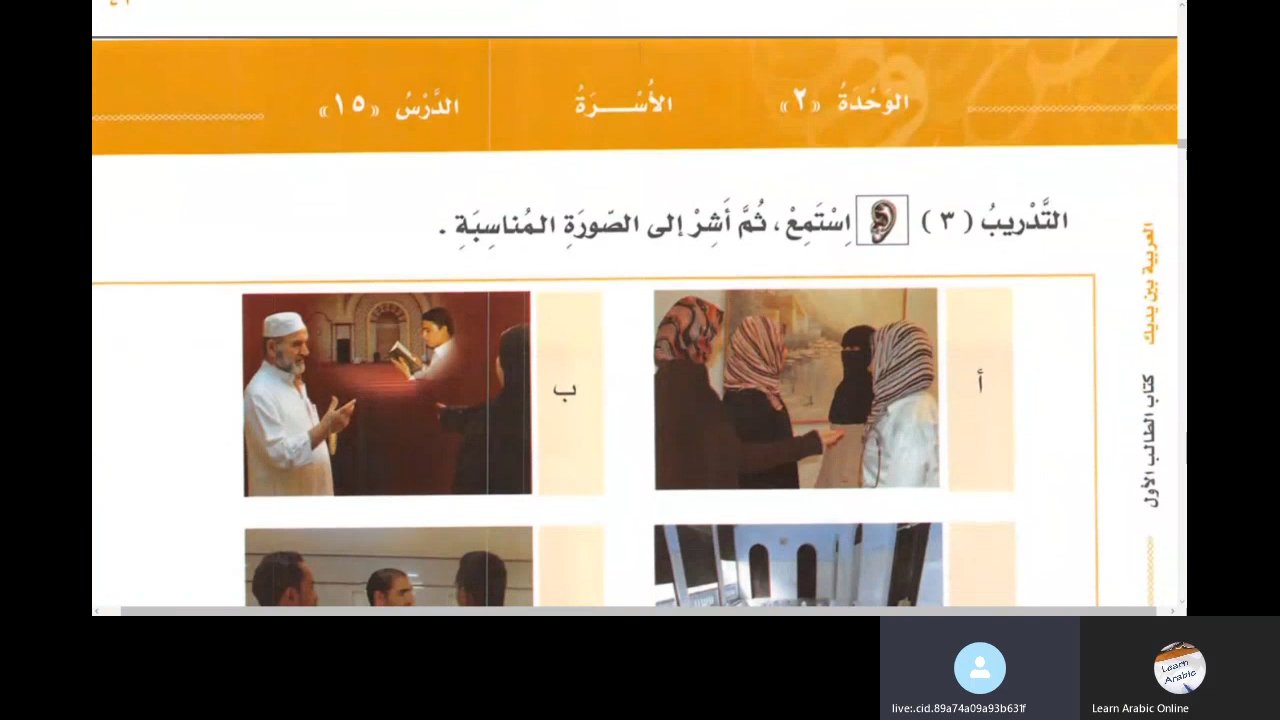 الوَحْدَةُ «٢»
الأُسْـــرَةُ
الدَّرْسُ «١٥»
التَّدْرِيبُ ( ٣ ) اِسْتَمِعْ، ثُمَّ أَشِرْ إلى الصّورَةِ المُناسِبَةِ .
أ
ب
العربية بين يديك
كتاب الطالب الأول
live:.cid.89a74a09a93b631f
Learn Arabic
Learn Arabic Online